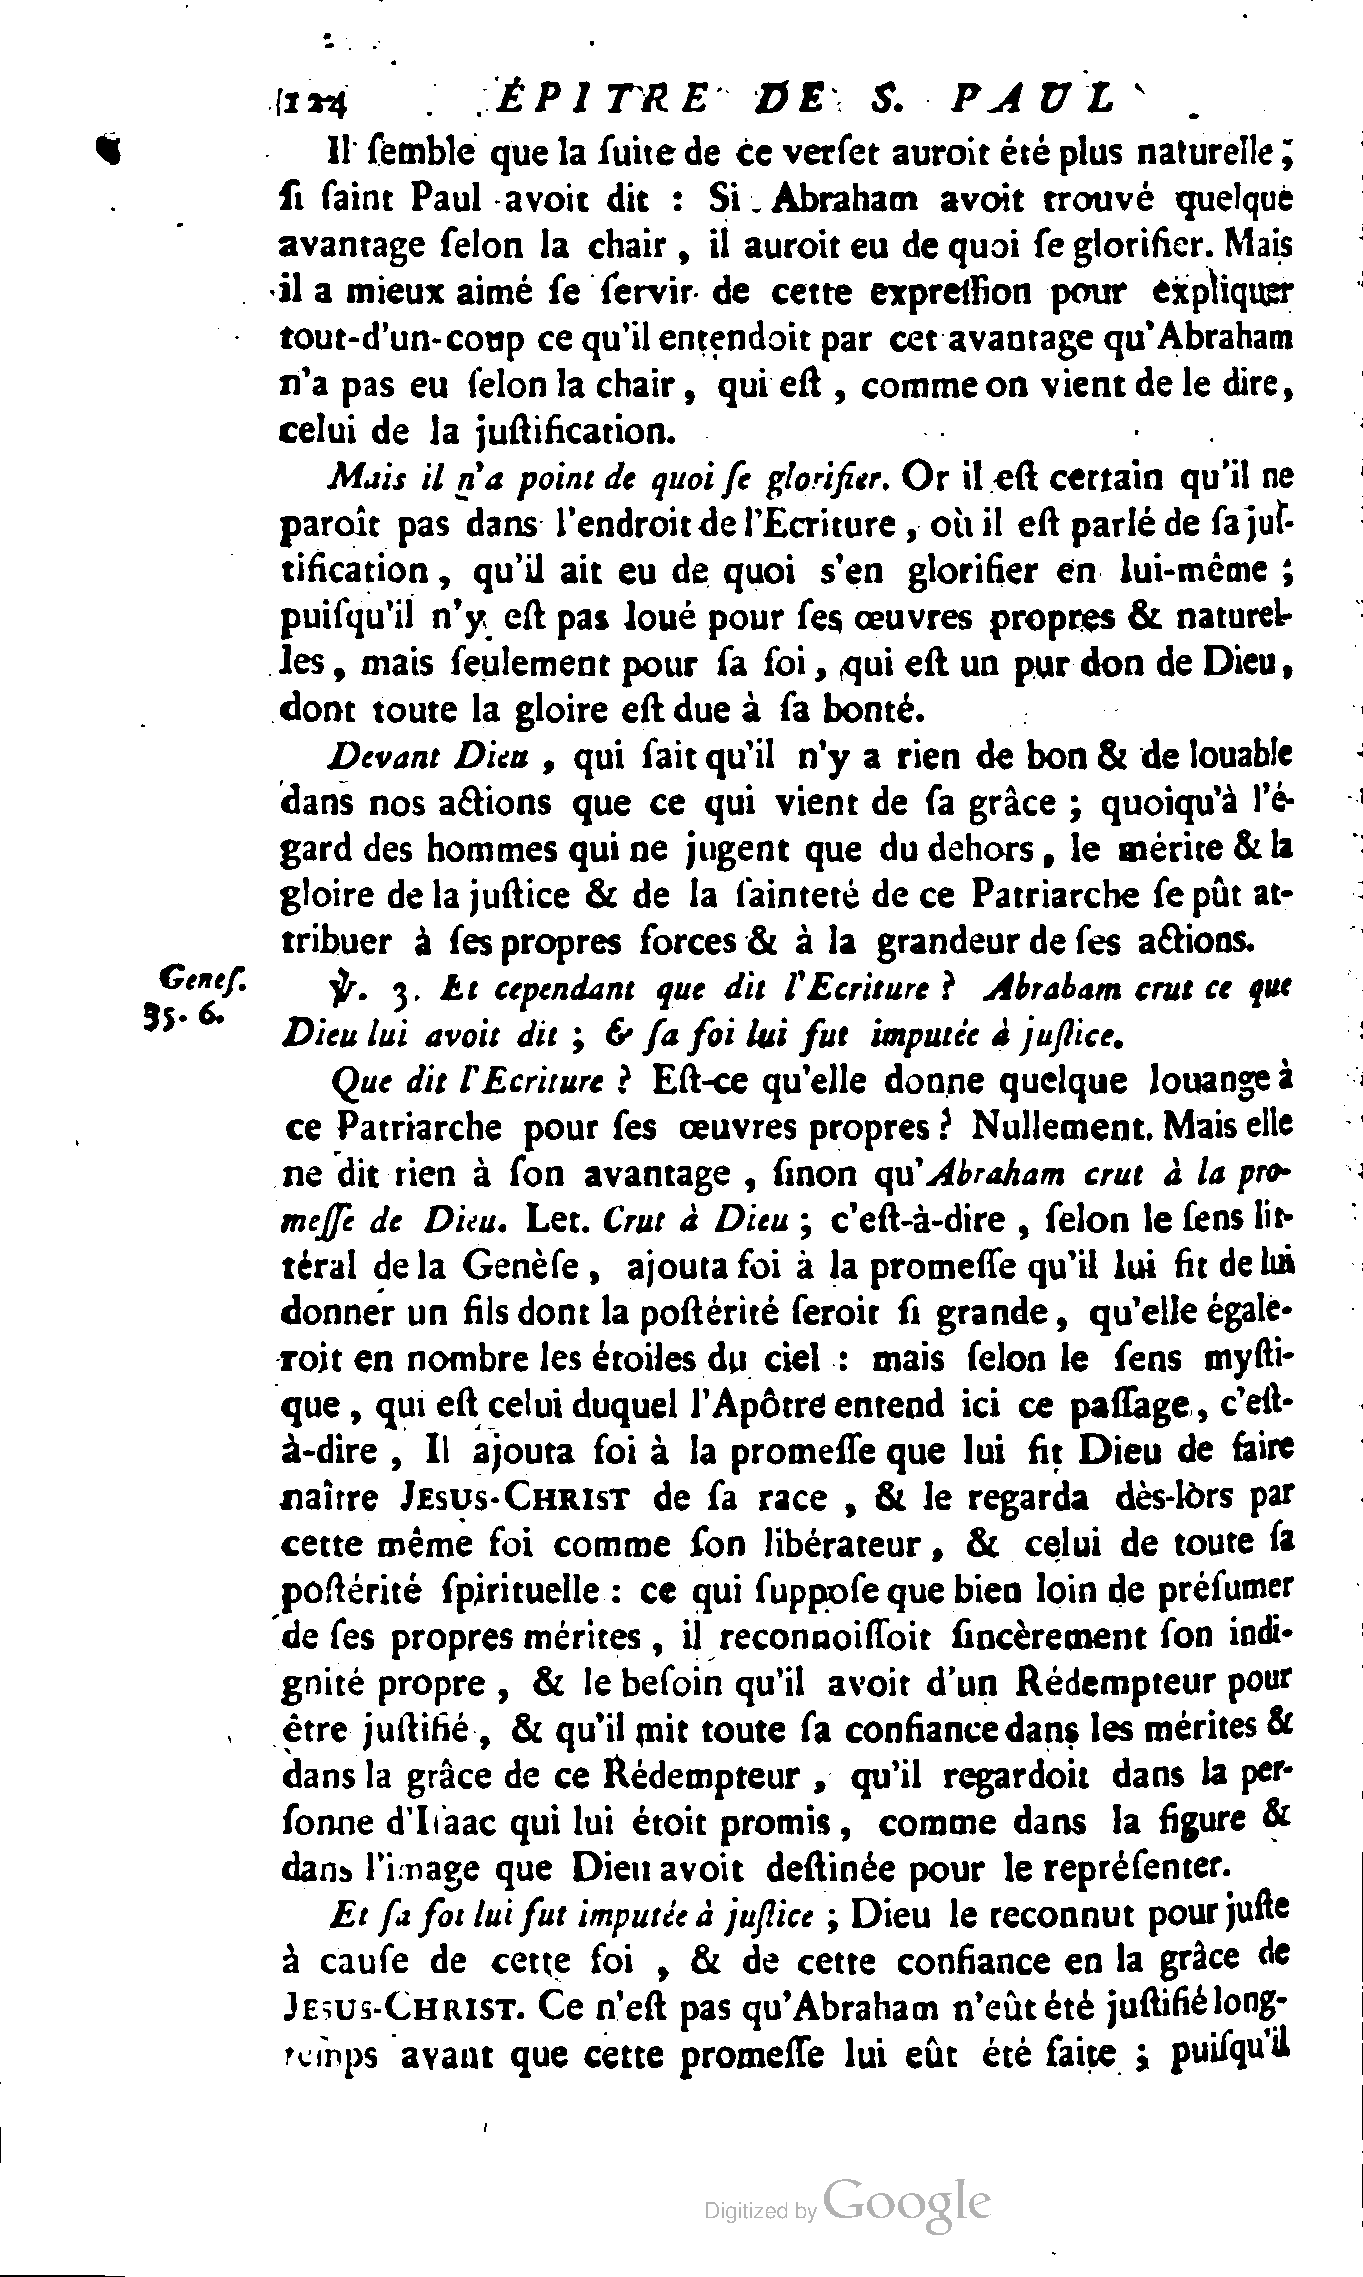 124 ÉPITRE DE S. PAUL
Il ſemble que la ſuite de ce verſet auroit été plus naturelle ;
ſi ſaint Paul avoit dit : Si Abraham avoit trouvé quelque
avantage ſelon la chair, il auroit eu de quoi ſe glorifier. Mais
il a mieux aimé ſe ſervir de cette expreſſion pour expliquer
tout-d'un-coup ce qu'il entendoit par cet avantage qu'Abraham
n'a pas eu ſelon la chair, qui eſt, comme on vient de le dire,
celui de la juſtification.
Mais il n'a point de quoi ſe glorifier. Or il eſt certain qu'il ne
paroît pas dans l'endroit de l'Ecriture, où il eſt parlé de ſa juſ-
tification, qu'il ait eu de quoi s'en glorifier en lui-même ;
puiſqu'il n'y eſt pas loué pour ſes œuvres propres & naturel-
les, mais ſeulement pour ſa foi, qui eſt un pur don de Dieu,
dont toute la gloire eſt due à ſa bonté.
Devant Dieu, qui ſait qu'il n'y a rien de bon & de louable
dans nos actions que ce qui vient de ſa grâce ; quoiqu'à l'é-
gard des hommes qui ne jugent que du dehors, le mérite & la
gloire de la juſtice & de la ſainteté de ce Patriarche ſe pût at-
tribuer à ſes propres forces & à la grandeur de ſes actions.
Geneſ.
35. 6.
℣. 3. Et cependant que dit l'Ecriture ? Abraham crut ce que
Dieu lui avoit dit ; & ſa foi lui fut imputée à juſtice.
Que dit l'Ecriture ? Eſt-ce qu'elle donne quelque louange à
ce Patriarche pour ſes œuvres propres ? Nullement. Mais elle
ne dit rien à ſon avantage, ſinon qu'Abraham crut à la pro-
meſſe de Dieu. Let. Crut à Dieu ; c'eſt-à-dire, ſelon le ſens lit-
téral de la Genèſe, ajouta foi à la promeſſe qu'il lui fit de lui
donner un fils dont la poſtérité ſeroit ſi grande, qu'elle égale-
roit en nombre les étoiles du ciel : mais ſelon le ſens myſti-
que, qui eſt celui duquel l'Apôtre entend ici ce paſſage, c'eſt-
à-dire, Il ajouta foi à la promeſſe que lui fit Dieu de faire
naître JESUS-CHRIST de ſa race, & le regarda dès-lòrs par
cette même foi comme ſon libérateur, & celui de toute ſa
poſtérité ſpirituelle : ce qui ſuppoſe que bien loin de préſumer
de ſes propres mérites, il reconnoiſſoit ſincèrement ſon indi-
gnité propre, & le beſoin qu'il avoit d'un Rédempteur pour
être juſtifié, & qu'il mit toute ſa confiance dans les mérites &
dans la grâce de ce Rédempteur, qu'il regardoit dans la per-
ſonne d'Iſaac qui lui étoit promis, comme dans la figure &
dans l'image que Dieu avoit deſtinée pour le repréſenter.
Et ſa foi lui fut imputée à juſtice ; Dieu le reconnut pour juſte
à cauſe de cette foi, & de cette confiance en la grâce de
JESUS-CHRIST. Ce n'eſt pas qu'Abraham n'eût été juſtifié long-
temps avant que cette promeſſe lui eût été faite ; puiſqu'il
Digitized by Google